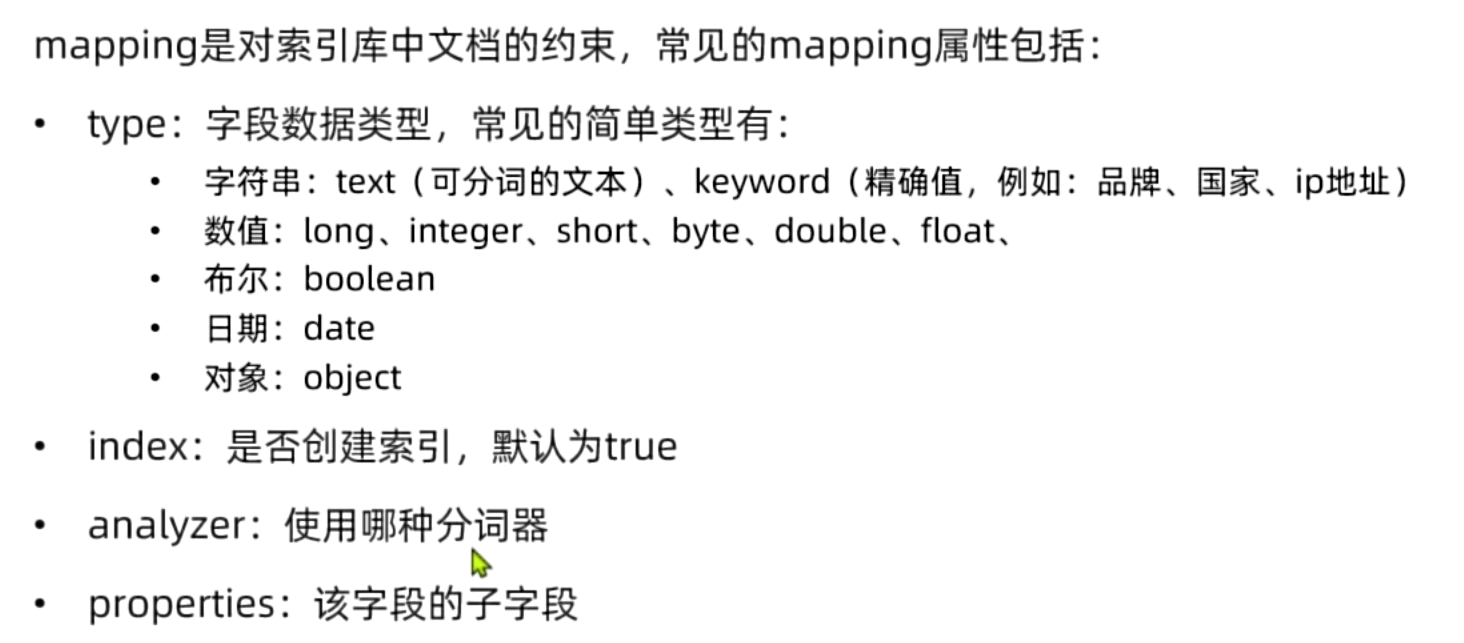 mapping是对索引库中文档的约束，常见的mapping属性包括：
• type：字段数据类型，常见的简单类型有：
• 字符串：text（可分词的文本）、keyword（精确值，例如：品牌、国家、ip地址）
• 数值：long、integer、short、byte、double、float、
• 布尔：boolean
• 日期：date
• 对象：object
• index：是否创建索引，默认为true
• analyzer：使用哪种分词器
• properties：该字段的子字段